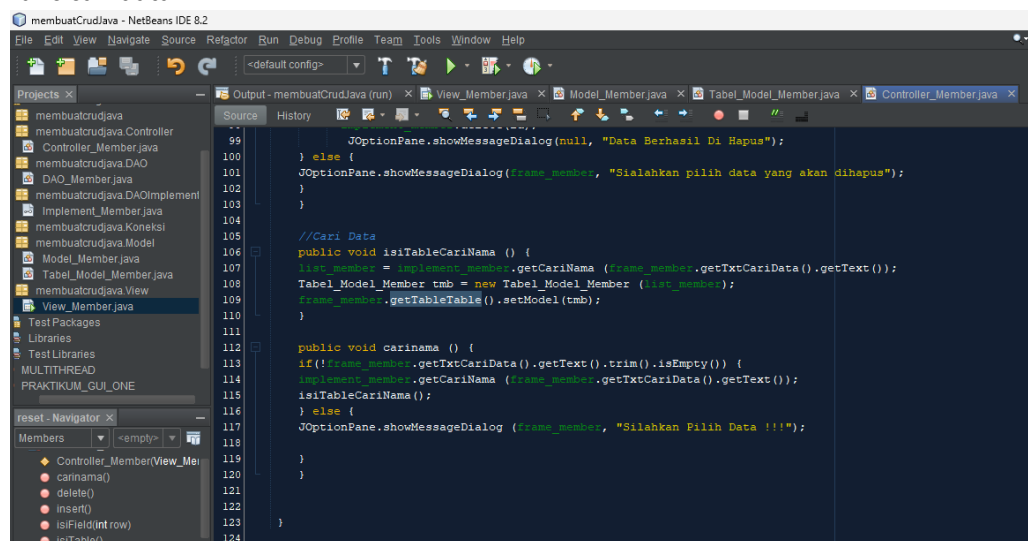 membuatCrudJava - NetBeans IDE 8.2
File Edit View Navigate Source Refactor Run Debug Profile Team Tools Window Help
<default config>
Projects
Output - membuatCrudJava (run) View_Member.java Model_Member.java Tabel_Model_Member.java Controller_Member.java
Source History
membuatcrudjava
membuatcrudjava.Controller
Controller_Member.java
membuatcrudjava.DAO
DAO_Member.java
membuatcrudjava.DAOImplement
Implement_Member.java
membuatcrudjava.Koneksi
membuatcrudjava.Model
Model_Member.java
Tabel_Model_Member.java
membuatcrudjava.View
View_Member.java
Test Packages
Libraries
Test Libraries
MULTITHREAD
PRAKTIKUM_GUI_ONE
reset - Navigator
Members <empty>
Controller_Member(View_Mer
carinama()
delete()
insert()
isiField(int row)
isiTable()
99 JOptionPane.showMessageDialog(null, "Data Berhasil Di Hapus");
100 } else {
101 JOptionPane.showMessageDialog(frame_member, "Sialahkan pilih data yang akan dihapus");
102 }
103 }
104
105 //Cari Data
106 public void isiTableCariNama () {
107 list_member = implement_member.getCariNama (frame_member.getTxtCariData().getText());
108 Tabel_Model_Member tmb = new Tabel_Model_Member (list_member);
109 frame_member.getTableTable().setModel(tmb);
110 }
111
112 public void carinama () {
113 if(!frame_member.getTxtCariData().getText().trim().isEmpty()) {
114 implement_member.getCariNama (frame_member.getTxtCariData().getText());
115 isiTableCariNama();
116 } else {
117 JOptionPane.showMessageDialog (frame_member, "Silahkan Pilih Data !!!");
118
119 }
120 }
121
122
123 }
124